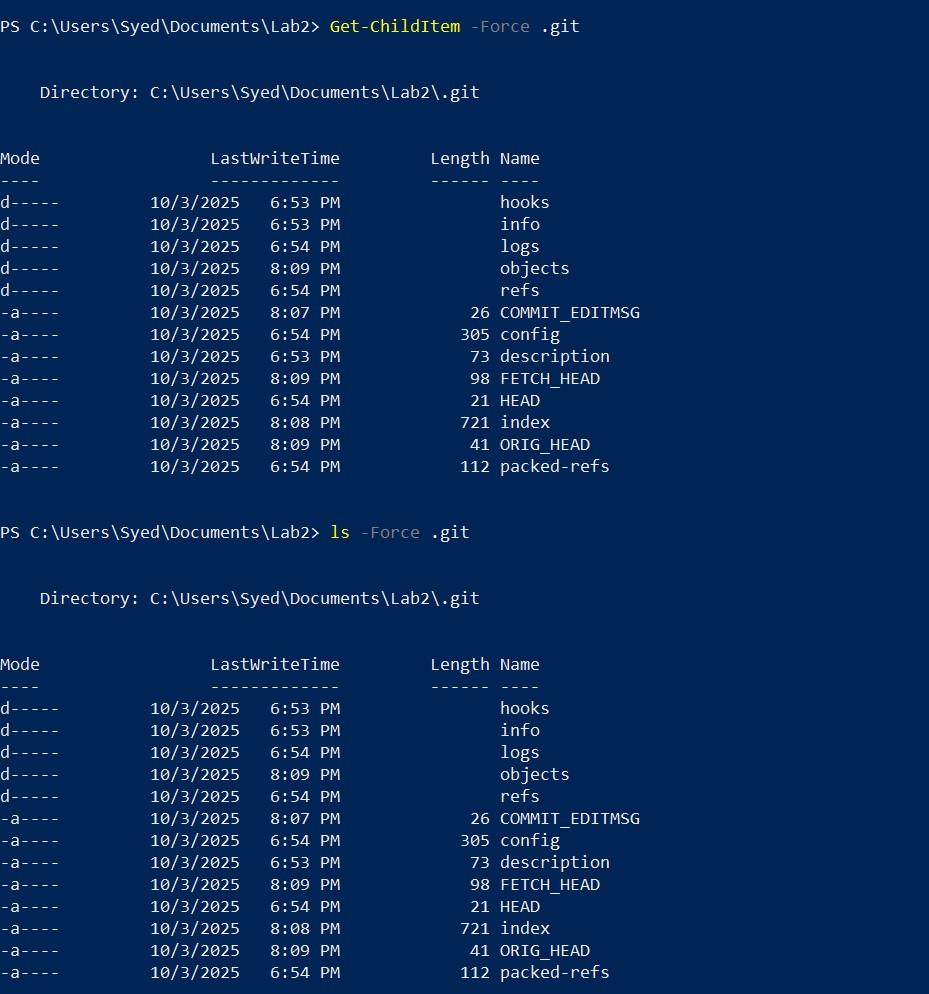 PS C:\Users\Syed\Documents\Lab2> Get-ChildItem -Force .git
Directory: C:\Users\Syed\Documents\Lab2\.git
Mode LastWriteTime Length Name
---- ------------- ------ ----
d----- 10/3/2025 6:53 PM hooks
d----- 10/3/2025 6:53 PM info
d----- 10/3/2025 6:54 PM logs
d----- 10/3/2025 8:09 PM objects
d----- 10/3/2025 6:54 PM refs
-a---- 10/3/2025 8:07 PM 26 COMMIT_EDITMSG
-a---- 10/3/2025 6:54 PM 305 config
-a---- 10/3/2025 6:53 PM 73 description
-a---- 10/3/2025 8:09 PM 98 FETCH_HEAD
-a---- 10/3/2025 6:54 PM 21 HEAD
-a---- 10/3/2025 8:08 PM 721 index
-a---- 10/3/2025 8:09 PM 41 ORIG_HEAD
-a---- 10/3/2025 6:54 PM 112 packed-refs
PS C:\Users\Syed\Documents\Lab2> ls -Force .git
Directory: C:\Users\Syed\Documents\Lab2\.git
Mode LastWriteTime Length Name
---- ------------- ------ ----
d----- 10/3/2025 6:53 PM hooks
d----- 10/3/2025 6:53 PM info
d----- 10/3/2025 6:54 PM logs
d----- 10/3/2025 8:09 PM objects
d----- 10/3/2025 6:54 PM refs
-a---- 10/3/2025 8:07 PM 26 COMMIT_EDITMSG
-a---- 10/3/2025 6:54 PM 305 config
-a---- 10/3/2025 6:53 PM 73 description
-a---- 10/3/2025 8:09 PM 98 FETCH_HEAD
-a---- 10/3/2025 6:54 PM 21 HEAD
-a---- 10/3/2025 8:08 PM 721 index
-a---- 10/3/2025 8:09 PM 41 ORIG_HEAD
-a---- 10/3/2025 6:54 PM 112 packed-refs